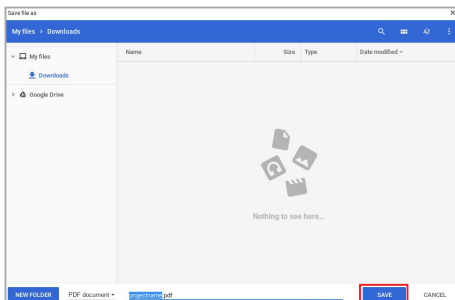 Save file as
My files > Downloads
Name Size Type Date modified
My files
Downloads
Google Drive
Nothing to see here...
NEW FOLDER PDF document projectname.pdf SAVE CANCEL